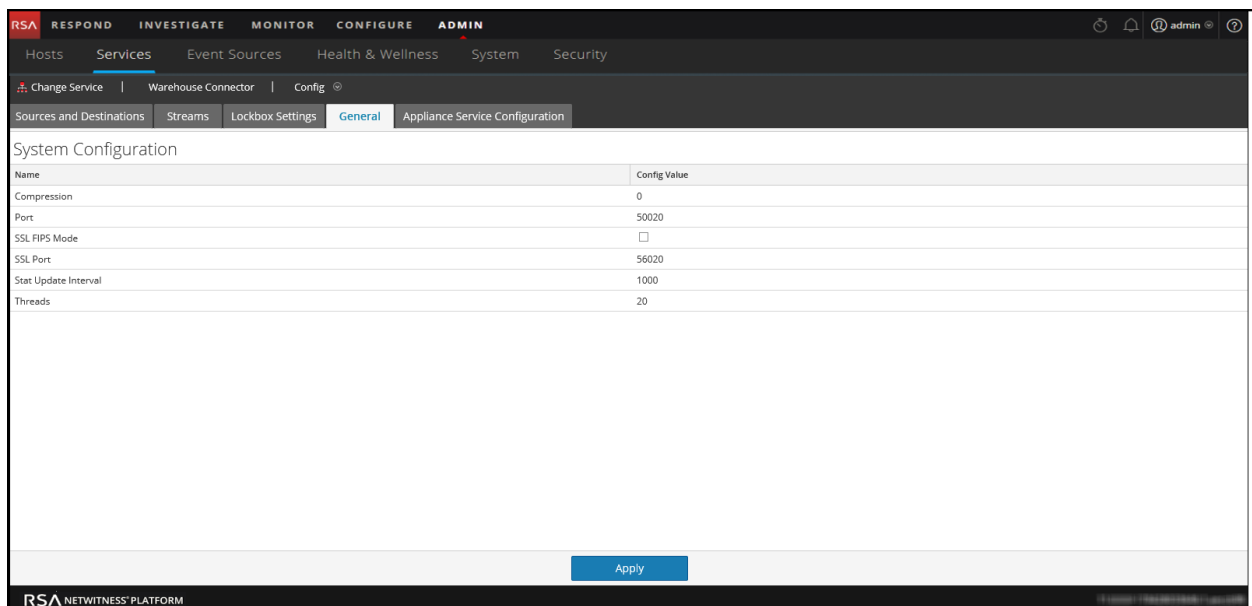 RSA RESPOND INVESTIGATE MONITOR CONFIGURE ADMIN admin ?
Hosts Services Event Sources Health & Wellness System Security
Change Service | Warehouse Connector | Config
Sources and Destinations Streams Lockbox Settings General Appliance Service Configuration
System Configuration
Name Config Value
Compression 0
Port 50020
SSL FIPS Mode
SSL Port 56020
Stat Update Interval 1000
Threads 20
Apply
RSA NETWITNESS® PLATFORM